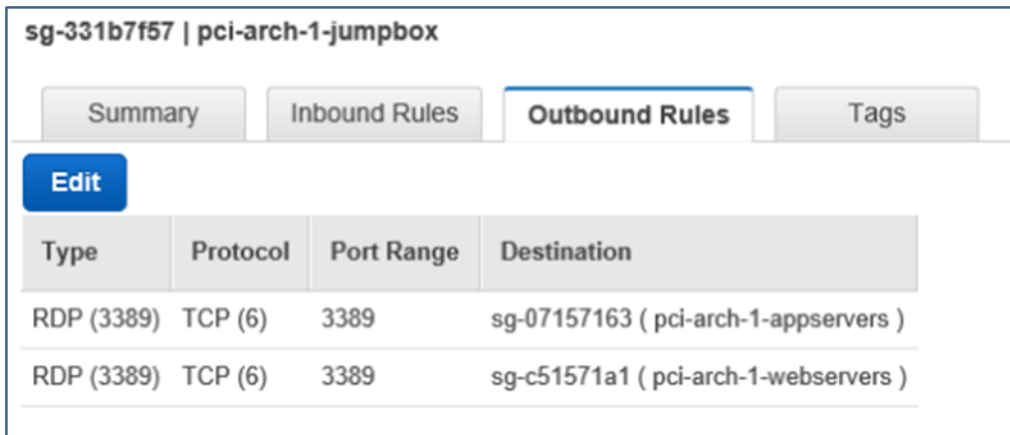 sg-331b7f57 | pci-arch-1-jumpbox
Summary Inbound Rules Outbound Rules Tags
Edit
Type Protocol Port Range Destination
RDP (3389) TCP (6) 3389 sg-07157163 ( pci-arch-1-appservers )
RDP (3389) TCP (6) 3389 sg-c51571a1 ( pci-arch-1-webservers )